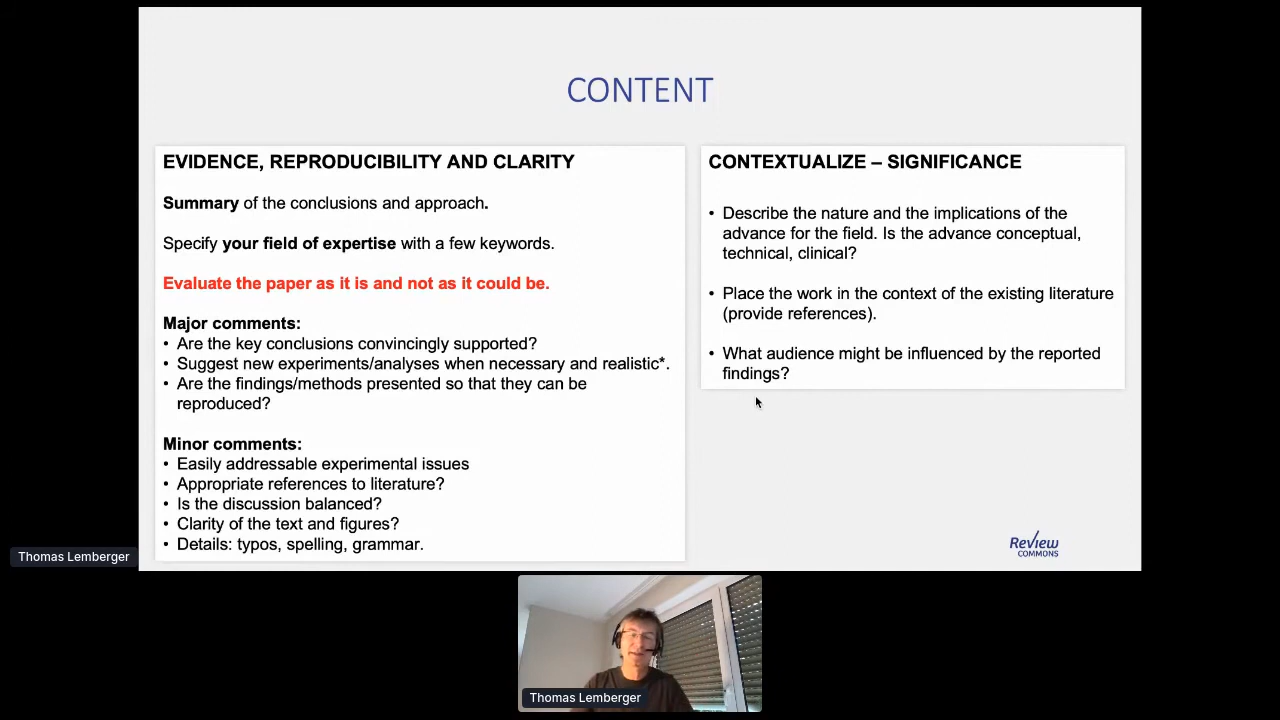 CONTENT
EVIDENCE, REPRODUCIBILITY AND CLARITY
Summary of the conclusions and approach.
Specify your field of expertise with a few keywords.
Evaluate the paper as it is and not as it could be.
Major comments:
• Are the key conclusions convincingly supported?
• Suggest new experiments/analyses when necessary and realistic*.
• Are the findings/methods presented so that they can be
reproduced?
Minor comments:
• Easily addressable experimental issues
• Appropriate references to literature?
• Is the discussion balanced?
• Clarity of the text and figures?
• Details: typos, spelling, grammar.
CONTEXTUALIZE – SIGNIFICANCE
• Describe the nature and the implications of the
advance for the field. Is the advance conceptual,
technical, clinical?
• Place the work in the context of the existing literature
(provide references).
• What audience might be influenced by the reported
findings?
Review
COMMONS
Thomas Lemberger
Thomas Lemberger